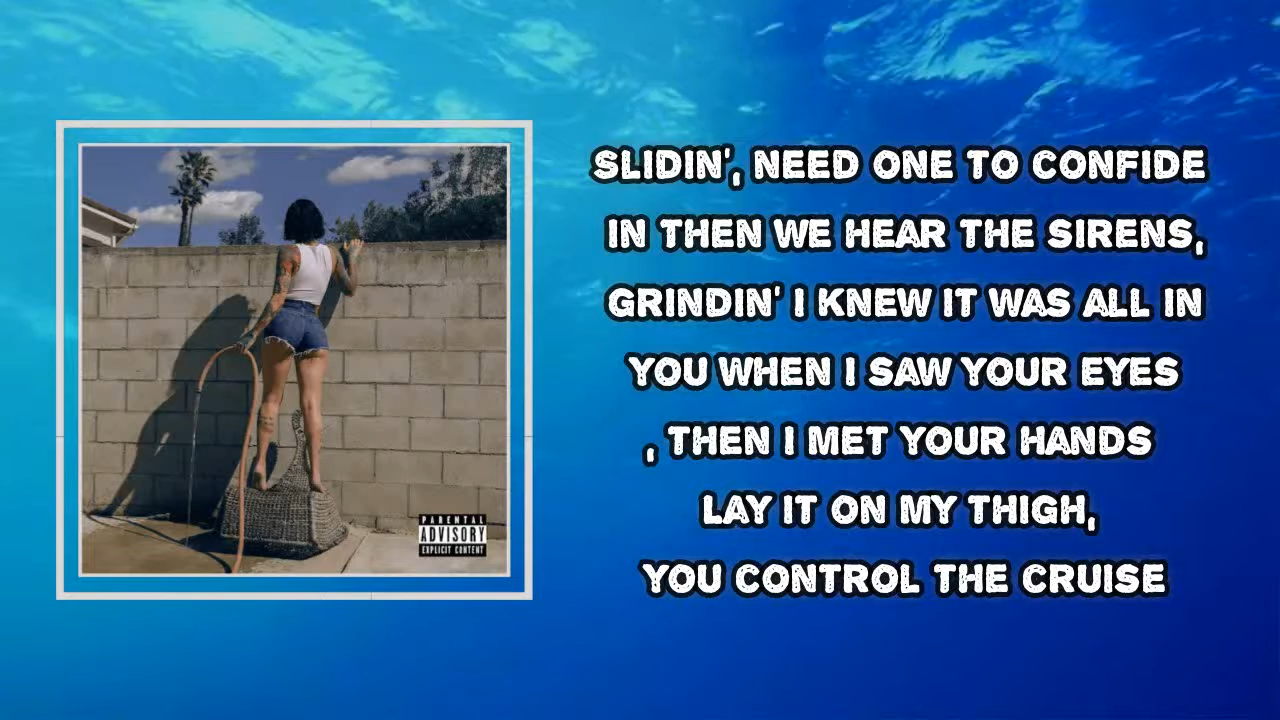 SLIDIN', NEED ONE TO CONFIDE
IN THEN WE HEAR THE SIRENS,
GRINDIN' I KNEW IT WAS ALL IN
YOU WHEN I SAW YOUR EYES
, THEN I MET YOUR HANDS
LAY IT ON MY THIGH,
YOU CONTROL THE CRUISE
PARENTAL
ADVISORY
EXPLICIT CONTENT